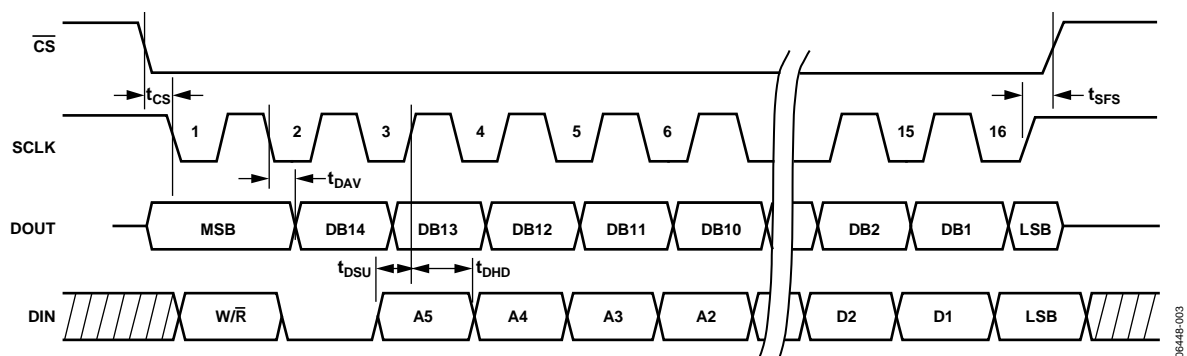 CS
tCS
tSFS
SCLK 1 2 3 4 5 6 15 16
tDAV
DOUT MSB DB14 DB13 DB12 DB11 DB10 DB2 DB1 LSB
tDSU tDHD
DIN W/R A5 A4 A3 A2 D2 D1 LSB
06448-003